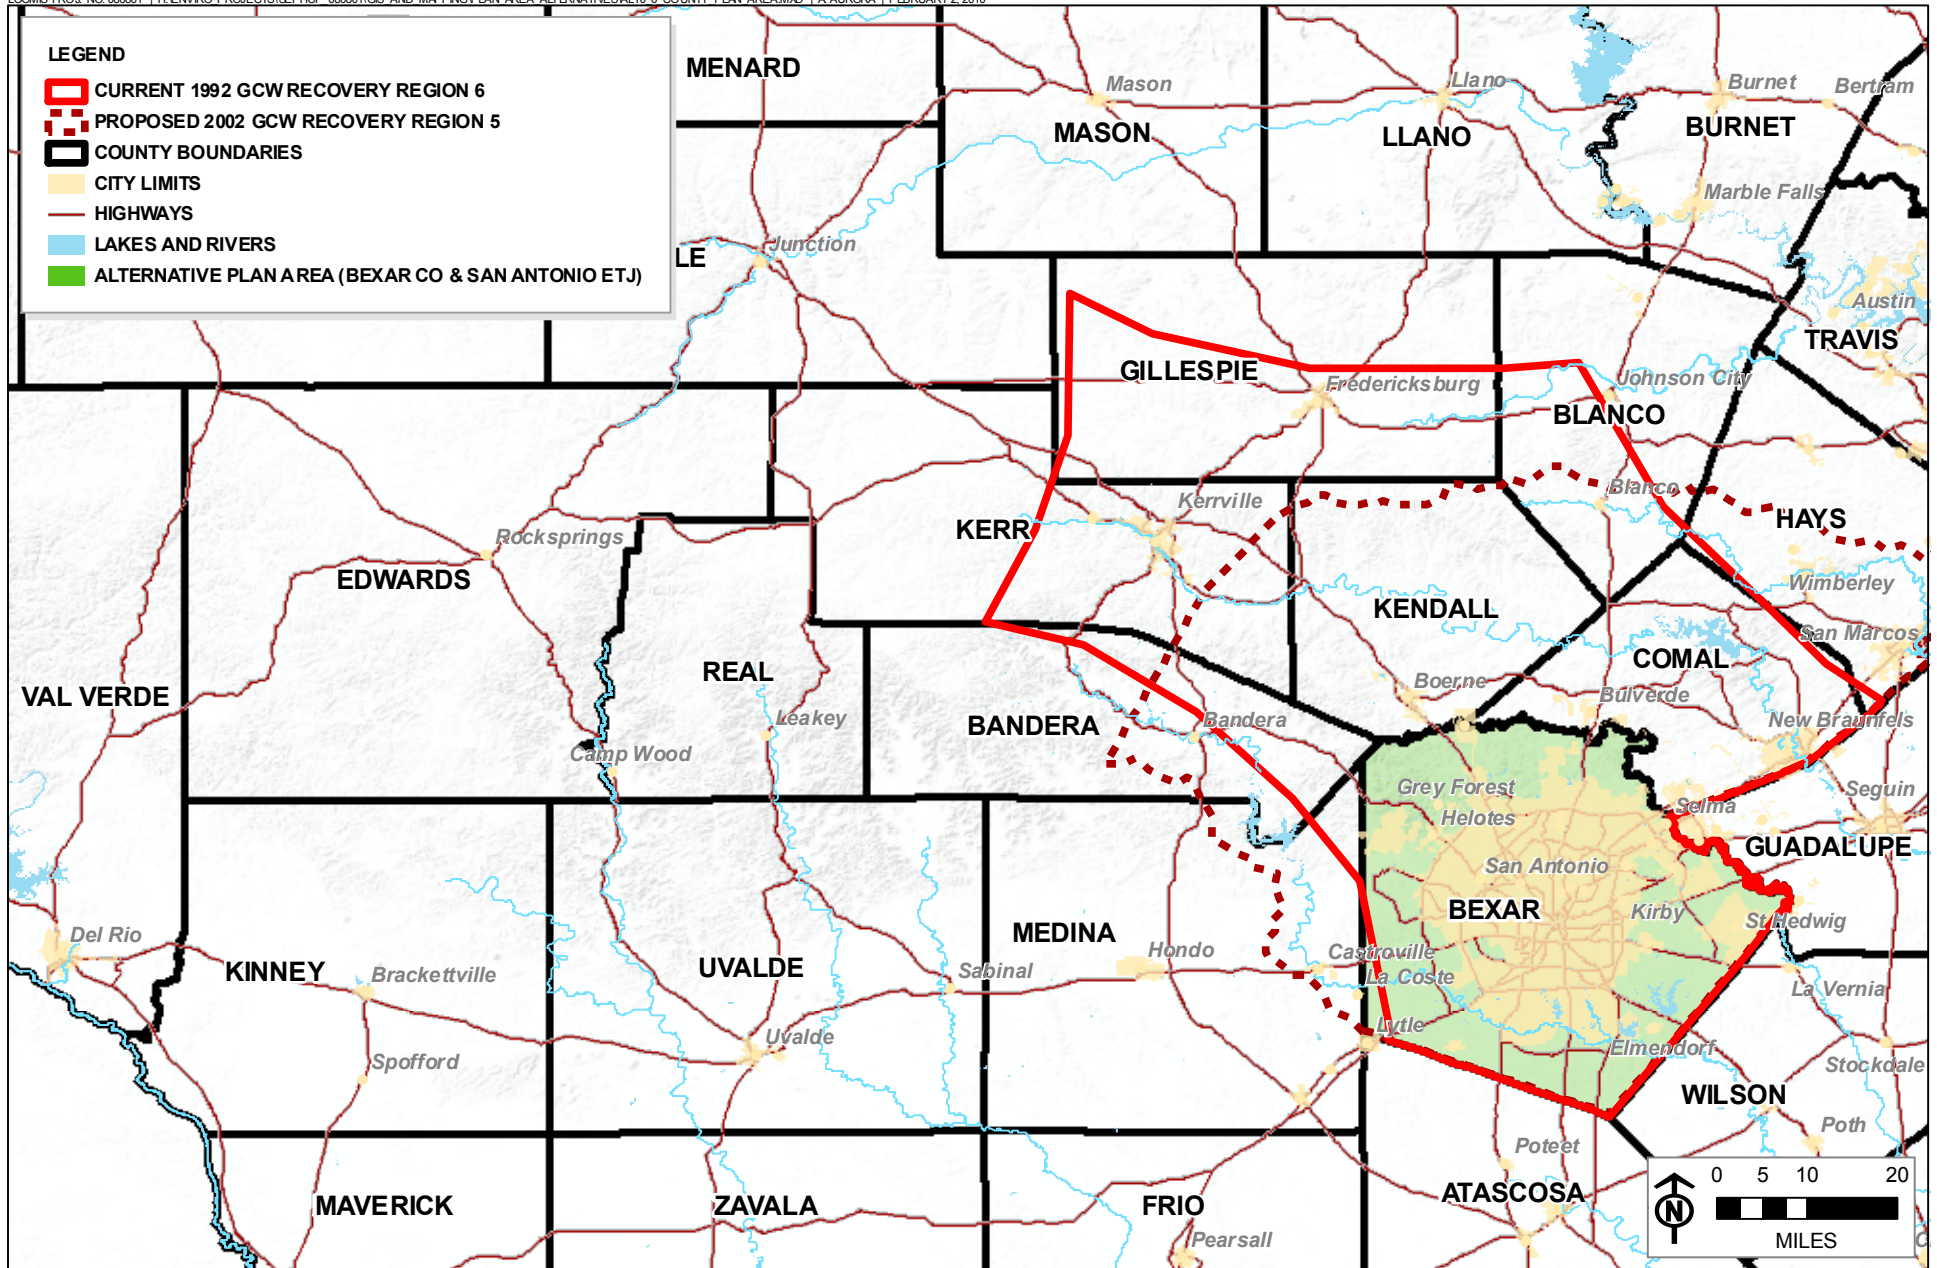 LEGEND
CURRENT 1992 GCW RECOVERY REGION 6
PROPOSED 2002 GCW RECOVERY REGION 5
COUNTY BOUNDARIES
CITY LIMITS
HIGHWAYS
LAKES AND RIVERS
ALTERNATIVE PLAN AREA (BEXAR CO & SAN ANTONIO ETJ)
MENARD
Mason
Llano
Burnet
Bertram
MASON
LLANO
BURNET
Marble Falls
LE
Junction
Austin
TRAVIS
GILLESPIE
Fredericksburg
Johnson City
BLANCO
Kerrville
Blanco
HAYS
KERR
Rocksprings
EDWARDS
Wimberley
KENDALL
San Marcos
COMAL
REAL
VAL VERDE
Boerne
Bulverde
Leakey
BANDERA
Bandera
New Braunfels
Camp Wood
Grey Forest
Seguin
Selma
Helotes
GUADALUPE
San Antonio
BEXAR
Kirby
St Hedwig
Del Rio
MEDINA
Hondo
Castroville
KINNEY
Brackettville
UVALDE
Sabinal
La Coste
La Vernia
Uvalde
Lytle
Elmendorf
Spofford
Stockdale
WILSON
Poth
Poteet
MAVERICK
ZAVALA
FRIO
ATASCOSA
Pearsall
0 5 10 20
N
MILES